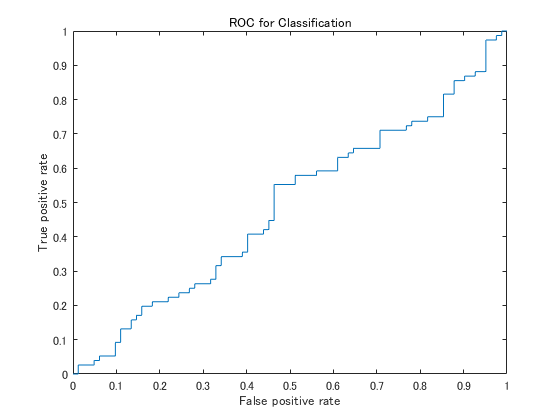 ROC for Classification
1
0.9
0.8
0.7
0.6
0.5
0.4
0.3
0.2
0.1
0
True positive rate
0 0.1 0.2 0.3 0.4 0.5 0.6 0.7 0.8 0.9 1
False positive rate